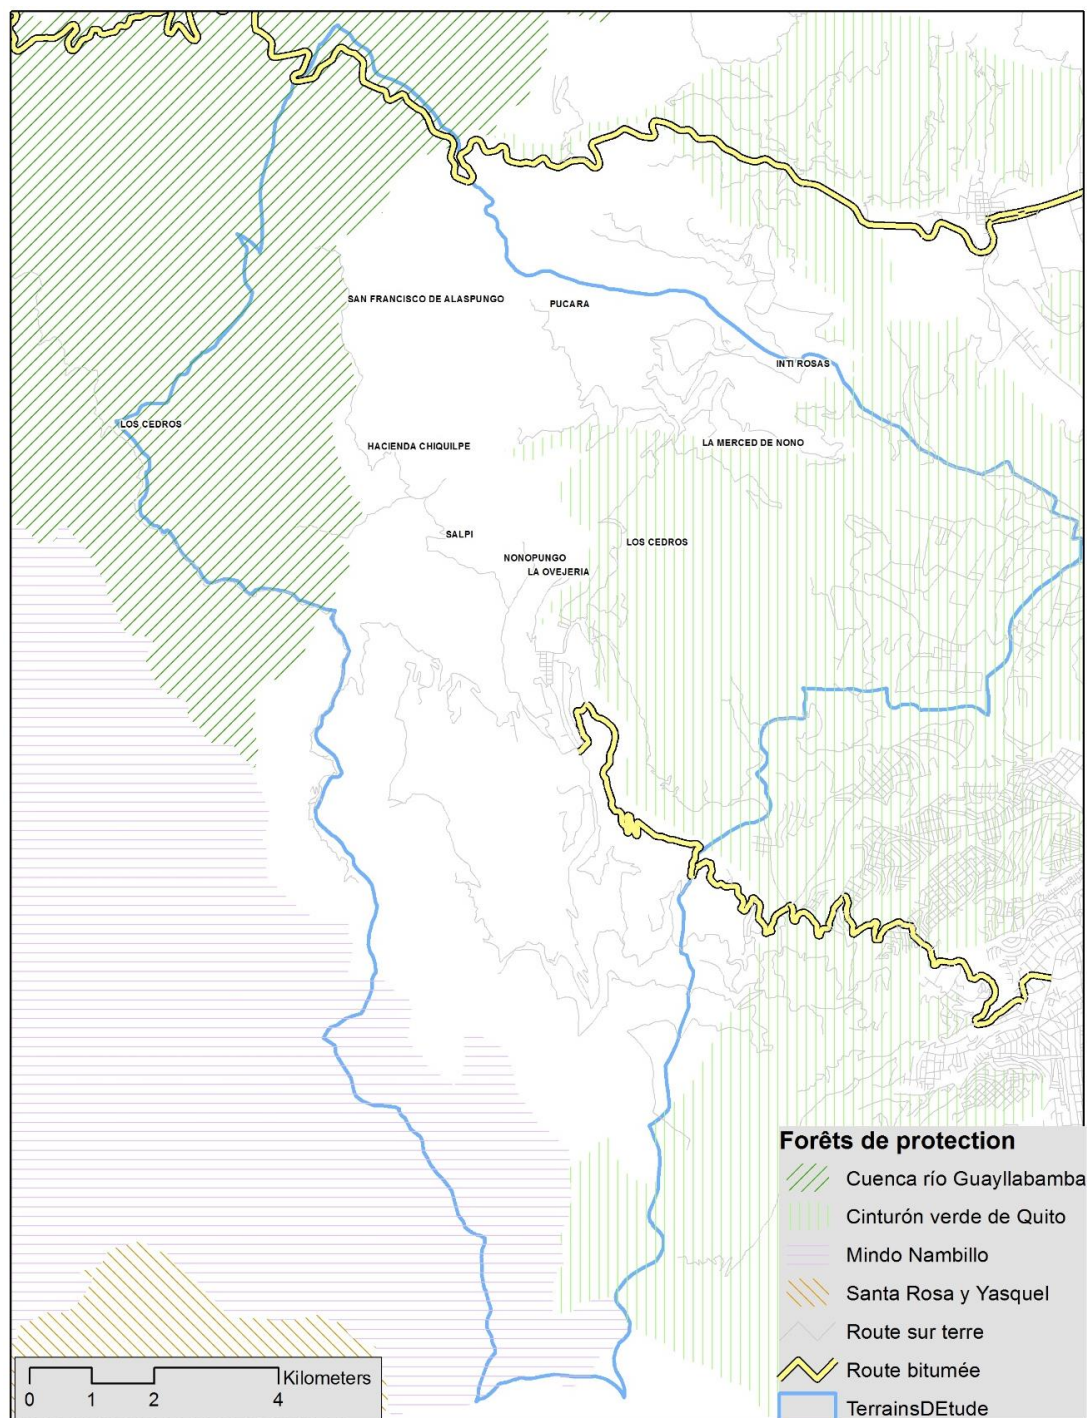 SAN FRANCISCO DE ALASPUNGO
PUCARA
INTI ROSAS
LOS CEDROS
HACIENDA CHIQUILPE
LA MERCED DE NONO
SALPI
LOS CEDROS
NONOPUNGO
LA OVEJERIA
Forêts de protection
Cuenca río Guayllabamba
Cinturón verde de Quito
Mindo Nambillo
Santa Rosa y Yasquel
Route sur terre
Route bitumée
TerrainsDEtude
Kilometers
0 1 2 4